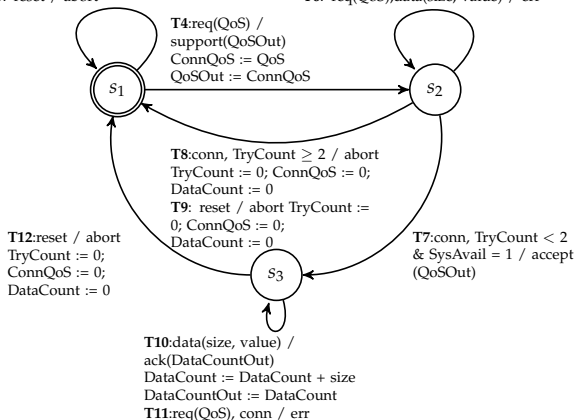 reset / abort
req(QoS),data(size, value) / err
T4:req(QoS) /
support(QoSOut)
ConnQoS := QoS
QoSOut := ConnQoS
s1
s2
T8:conn, TryCount ≥ 2 / abort
TryCount := 0; ConnQoS := 0;
DataCount := 0
T9: reset / abort TryCount :=
0; ConnQoS := 0;
DataCount := 0
T12:reset / abort
TryCount := 0;
ConnQoS := 0;
DataCount := 0
T7:conn, TryCount < 2
& SysAvail = 1 / accept
(QoSOut)
s3
T10:data(size, value) /
ack(DataCountOut)
DataCount := DataCount + size
DataCountOut := DataCount
T11:req(QoS), conn / err